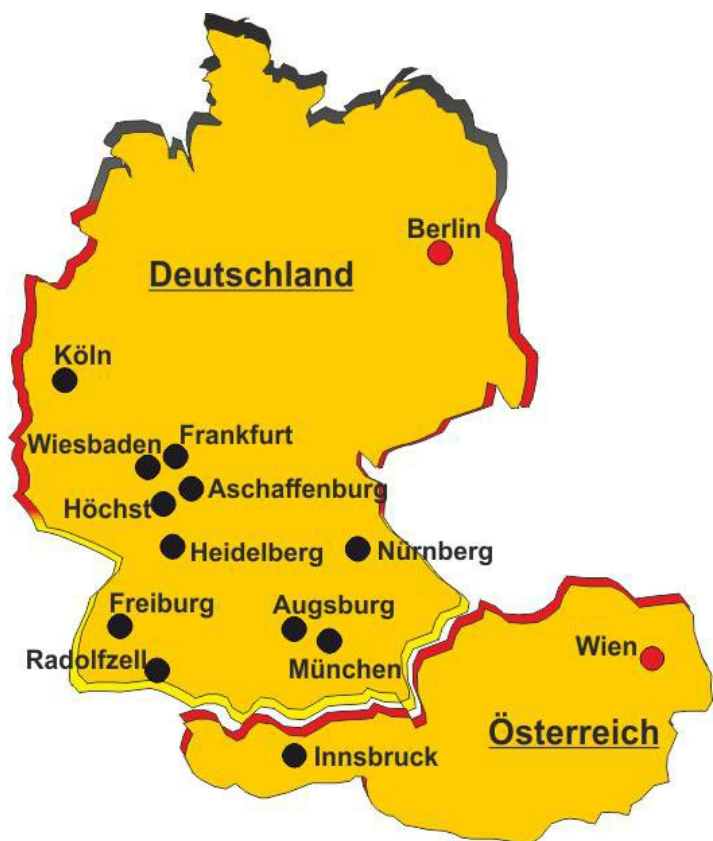 Berlin
Deutschland
Köln
Frankfurt
Wiesbaden
Aschaffenburg
Höchst
Heidelberg
Nürnberg
Freiburg
Augsburg
Radolfzell
München
Wien
Österreich
Innsbruck